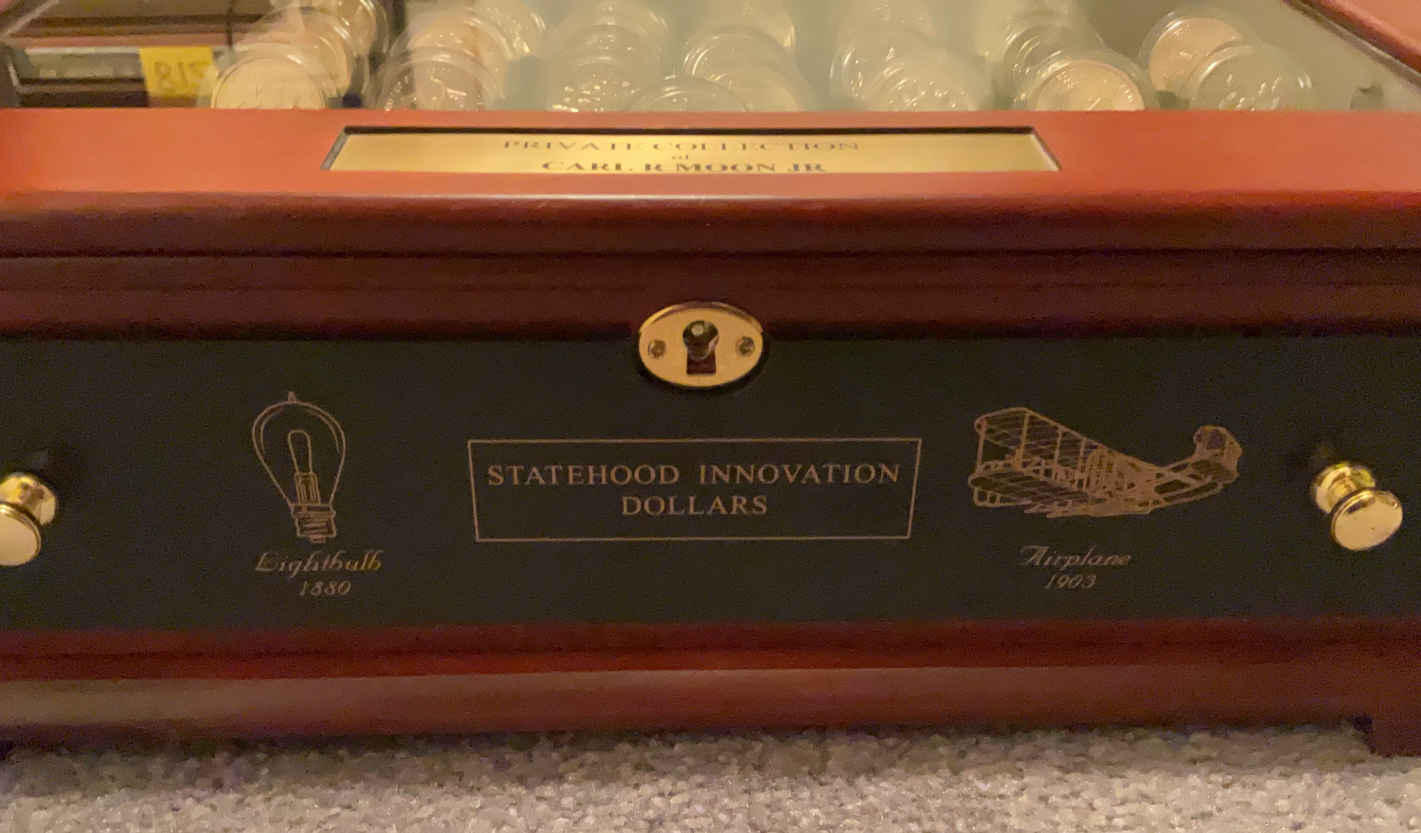 PRIVATE COLLECTION
of
CARL R MOON JR
STATEHOOD INNOVATION
DOLLARS
Lightbulb
1880
Airplane
1903